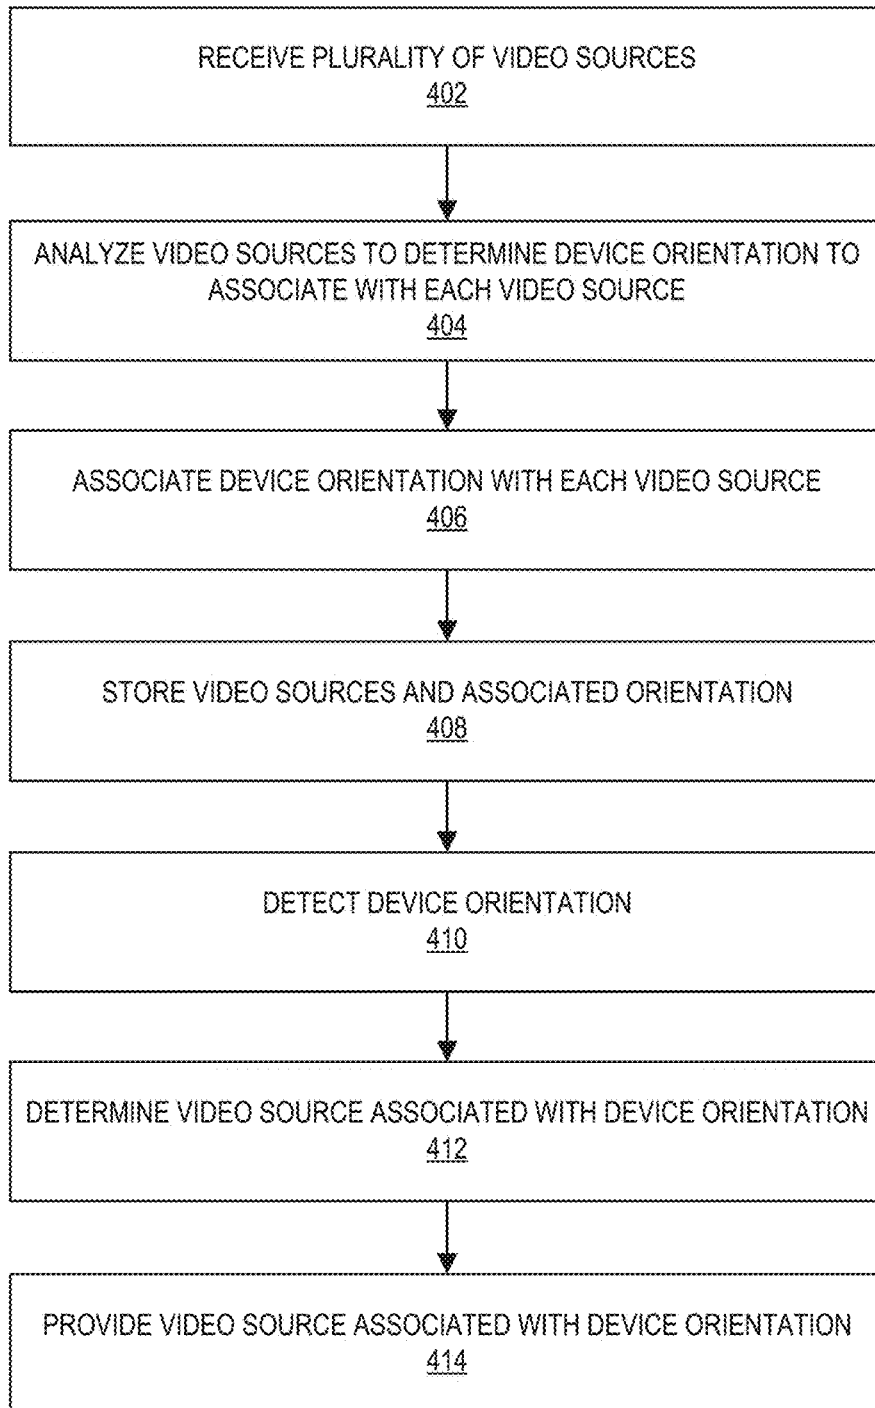 RECEIVE PLURALITY OF VIDEO SOURCES
402
ANALYZE VIDEO SOURCES TO DETERMINE DEVICE ORIENTATION TO
ASSOCIATE WITH EACH VIDEO SOURCE
404
ASSOCIATE DEVICE ORIENTATION WITH EACH VIDEO SOURCE
406
STORE VIDEO SOURCES AND ASSOCIATED ORIENTATION
408
DETECT DEVICE ORIENTATION
410
DETERMINE VIDEO SOURCE ASSOCIATED WITH DEVICE ORIENTATION
412
PROVIDE VIDEO SOURCE ASSOCIATED WITH DEVICE ORIENTATION
414